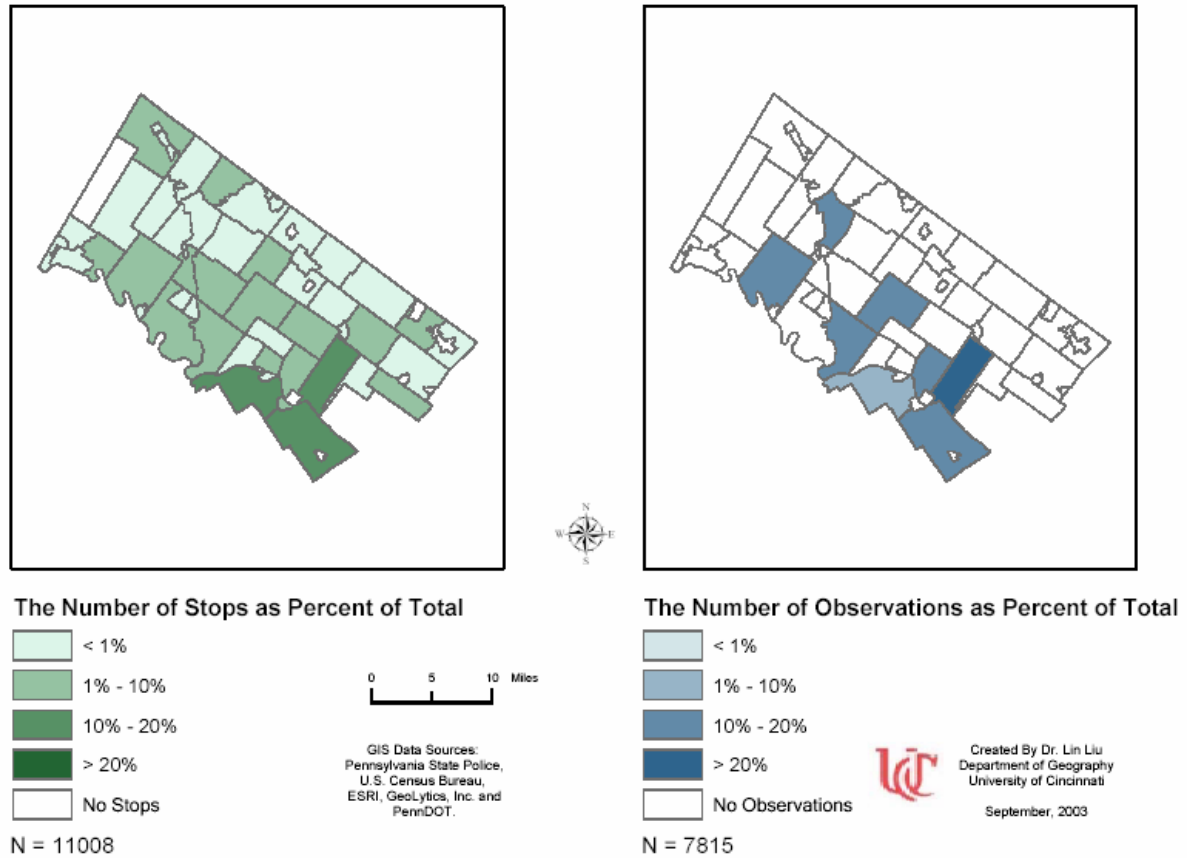 N
W E
S
The Number of Stops as Percent of Total
< 1%
1% - 10%
10% - 20%
> 20%
No Stops
N = 11008
0 5 10 Miles
GIS Data Sources:
Pennsylvania State Police,
U.S. Census Bureau,
ESRI, GeoLytics, Inc. and
PennDOT.
The Number of Observations as Percent of Total
< 1%
1% - 10%
10% - 20%
> 20%
No Observations
N = 7815
UC
Created By Dr. Lin Liu
Department of Geography
University of Cincinnati
September, 2003